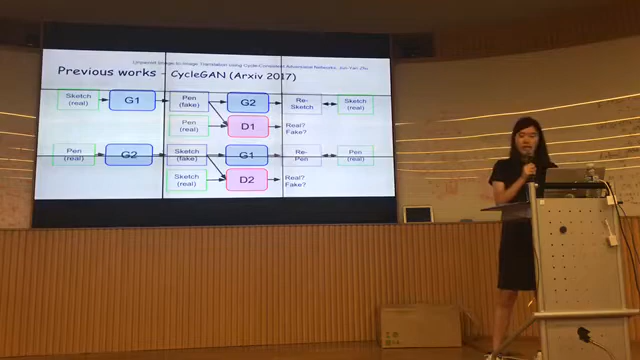 Unpaired Image-to-Image Translation using Cycle-Consistent Adversarial Networks, Jun-Yan Zhu
Previous works - CycleGAN (Arxiv 2017)
Sketch (real)
G1
Pen (fake)
G2
Re-Sketch
Sketch (real)
Pen (real)
D1
Real? Fake?
Pen (real)
G2
Sketch (fake)
G1
Re-Pen
Pen (real)
Sketch (real)
D2
Real? Fake?